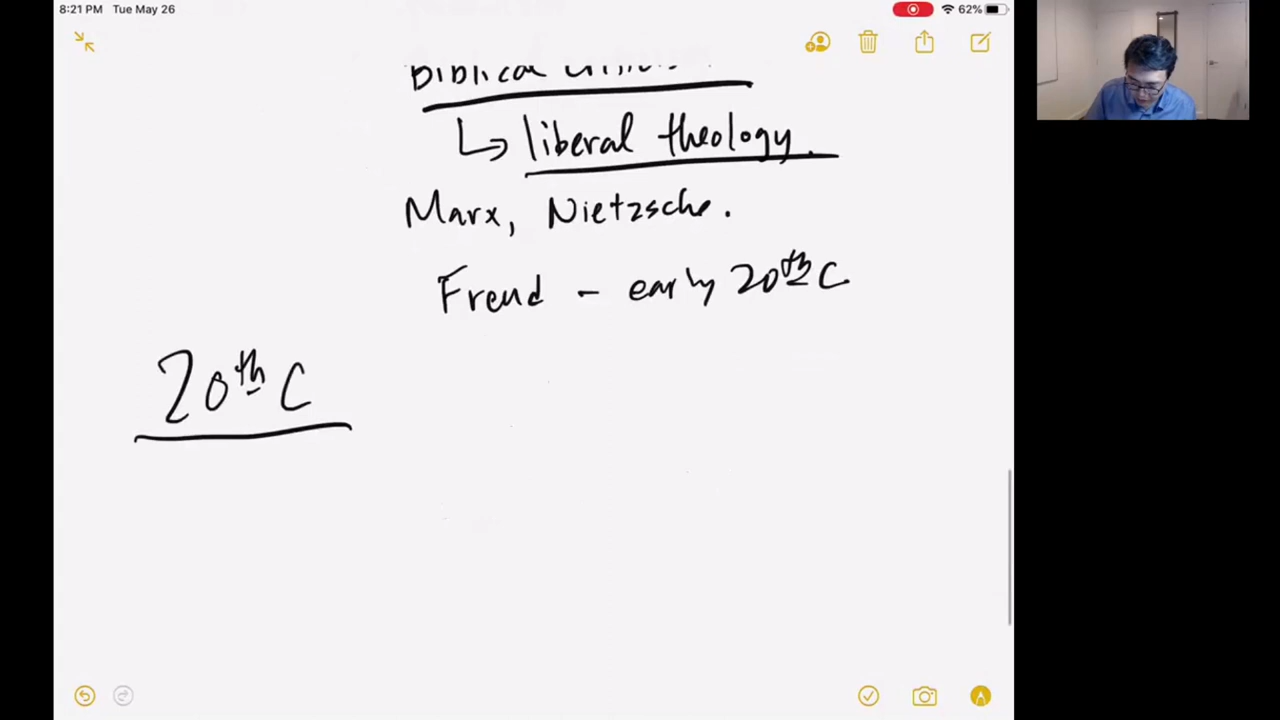 8:21 PM Tue May 26
62%
Biblical
↳ liberal theology.
Marx, Nietzsche.
Freud - early 20th C
20th C